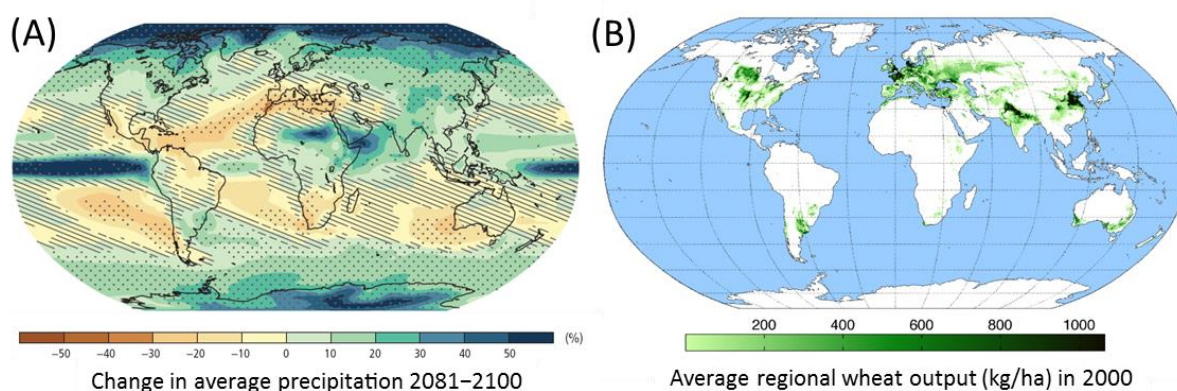 (A)
−50 −40 −30 −20 −10 0 10 20 30 40 50 (%)
Change in average precipitation 2081−2100
(B)
200 400 600 800 1000
Average regional wheat output (kg/ha) in 2000